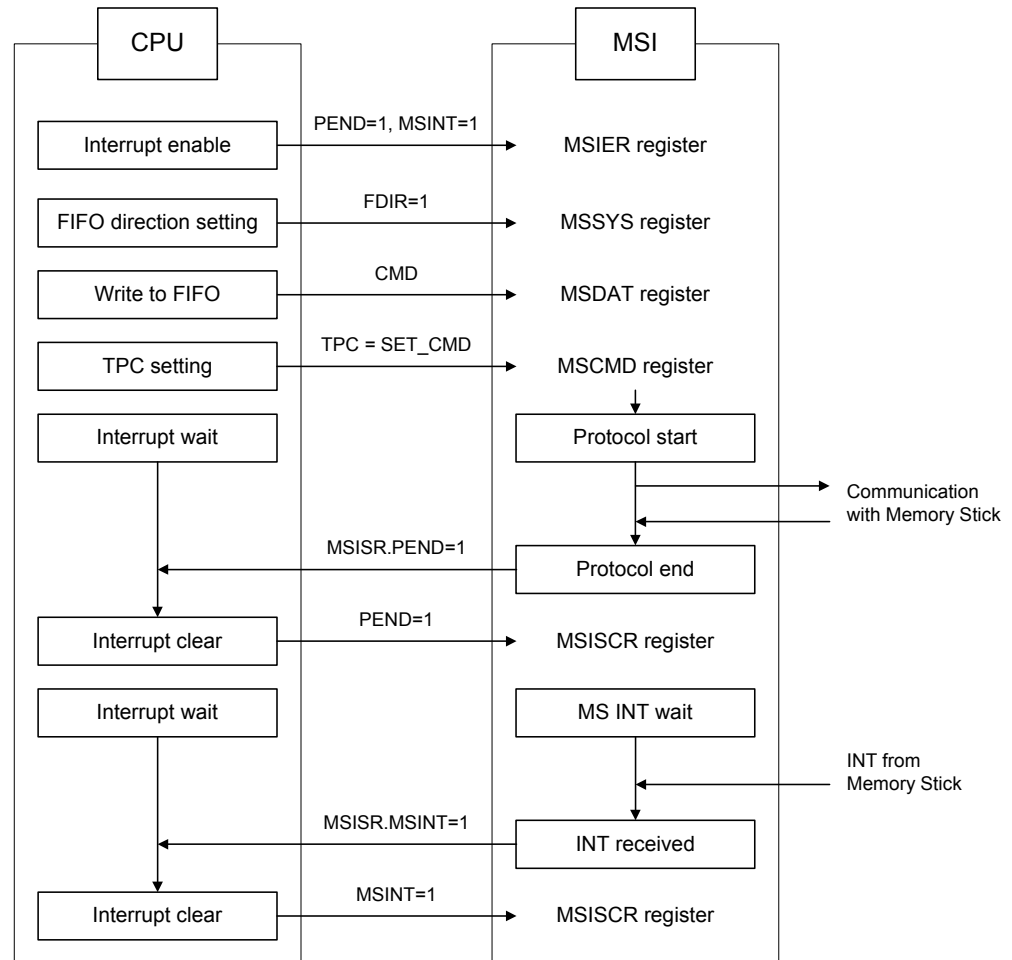 CPU
MSI
PEND=1, MSINT=1
Interrupt enable
MSIER register
FDIR=1
FIFO direction setting
MSSYS register
CMD
Write to FIFO
MSDAT register
TPC = SET_CMD
TPC setting
MSCMD register
Interrupt wait
Protocol start
Communication
with Memory Stick
MSISR.PEND=1
Protocol end
PEND=1
Interrupt clear
MSISCR register
Interrupt wait
MS INT wait
INT from
Memory Stick
MSISR.MSINT=1
INT received
MSINT=1
Interrupt clear
MSISCR register